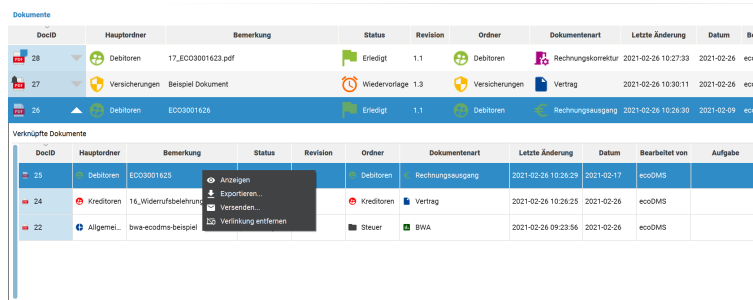 Dokumente
DocID Hauptordner Bemerkung Status Revision Ordner Dokumentenart Letzte Änderung Datum
28 Debitoren 17_ECO3001623.pdf Erledigt 1.1 Debitoren Rechnungskorrektur 2021-02-26 10:27:33 2021-02-26
27 Versicherungen Beispiel Dokument Wiedervorlage 1.3 Versicherungen Vertrag 2021-02-26 10:30:11 2021-02-26
26 Debitoren ECO3001626 Erledigt 1.1 Debitoren Rechnungsausgang 2021-02-26 10:26:30 2021-02-09
Verknüpfte Dokumente
DocID Hauptordner Bemerkung Status Revision Ordner Dokumentenart Letzte Änderung Datum Bearbeitet von Aufgabe
25 Debitoren ECO3001625 Debitoren Rechnungsausgang 2021-02-26 10:26:29 2021-02-17 ecoDMS
Anzeigen
Exportieren...
24 Kreditoren 16_Widerrufsbelehrung Kreditoren Vertrag 2021-02-26 10:26:25 2021-02-26 ecoDMS
Versenden...
Verlinkung entfernen
22 Allgemei... bwa-ecodms-beispiel Steuer BWA 2021-02-26 09:23:56 2021-02-26 ecoDMS